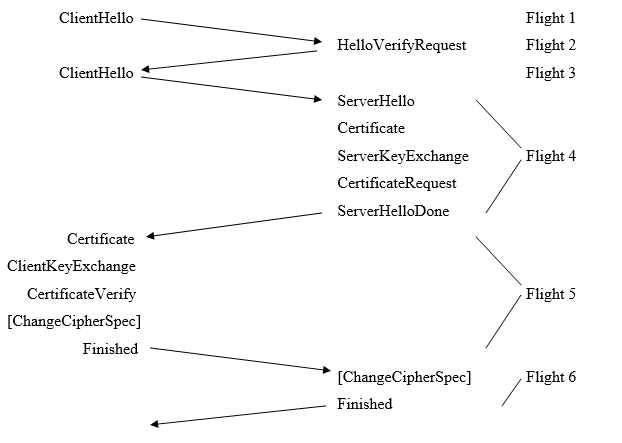 ClientHello Flight 1
HelloVerifyRequest Flight 2
ClientHello Flight 3
ServerHello
Certificate
ServerKeyExchange Flight 4
CertificateRequest
ServerHelloDone
Certificate
ClientKeyExchange
CertificateVerify Flight 5
[ChangeCipherSpec]
Finished
[ChangeCipherSpec] Flight 6
Finished